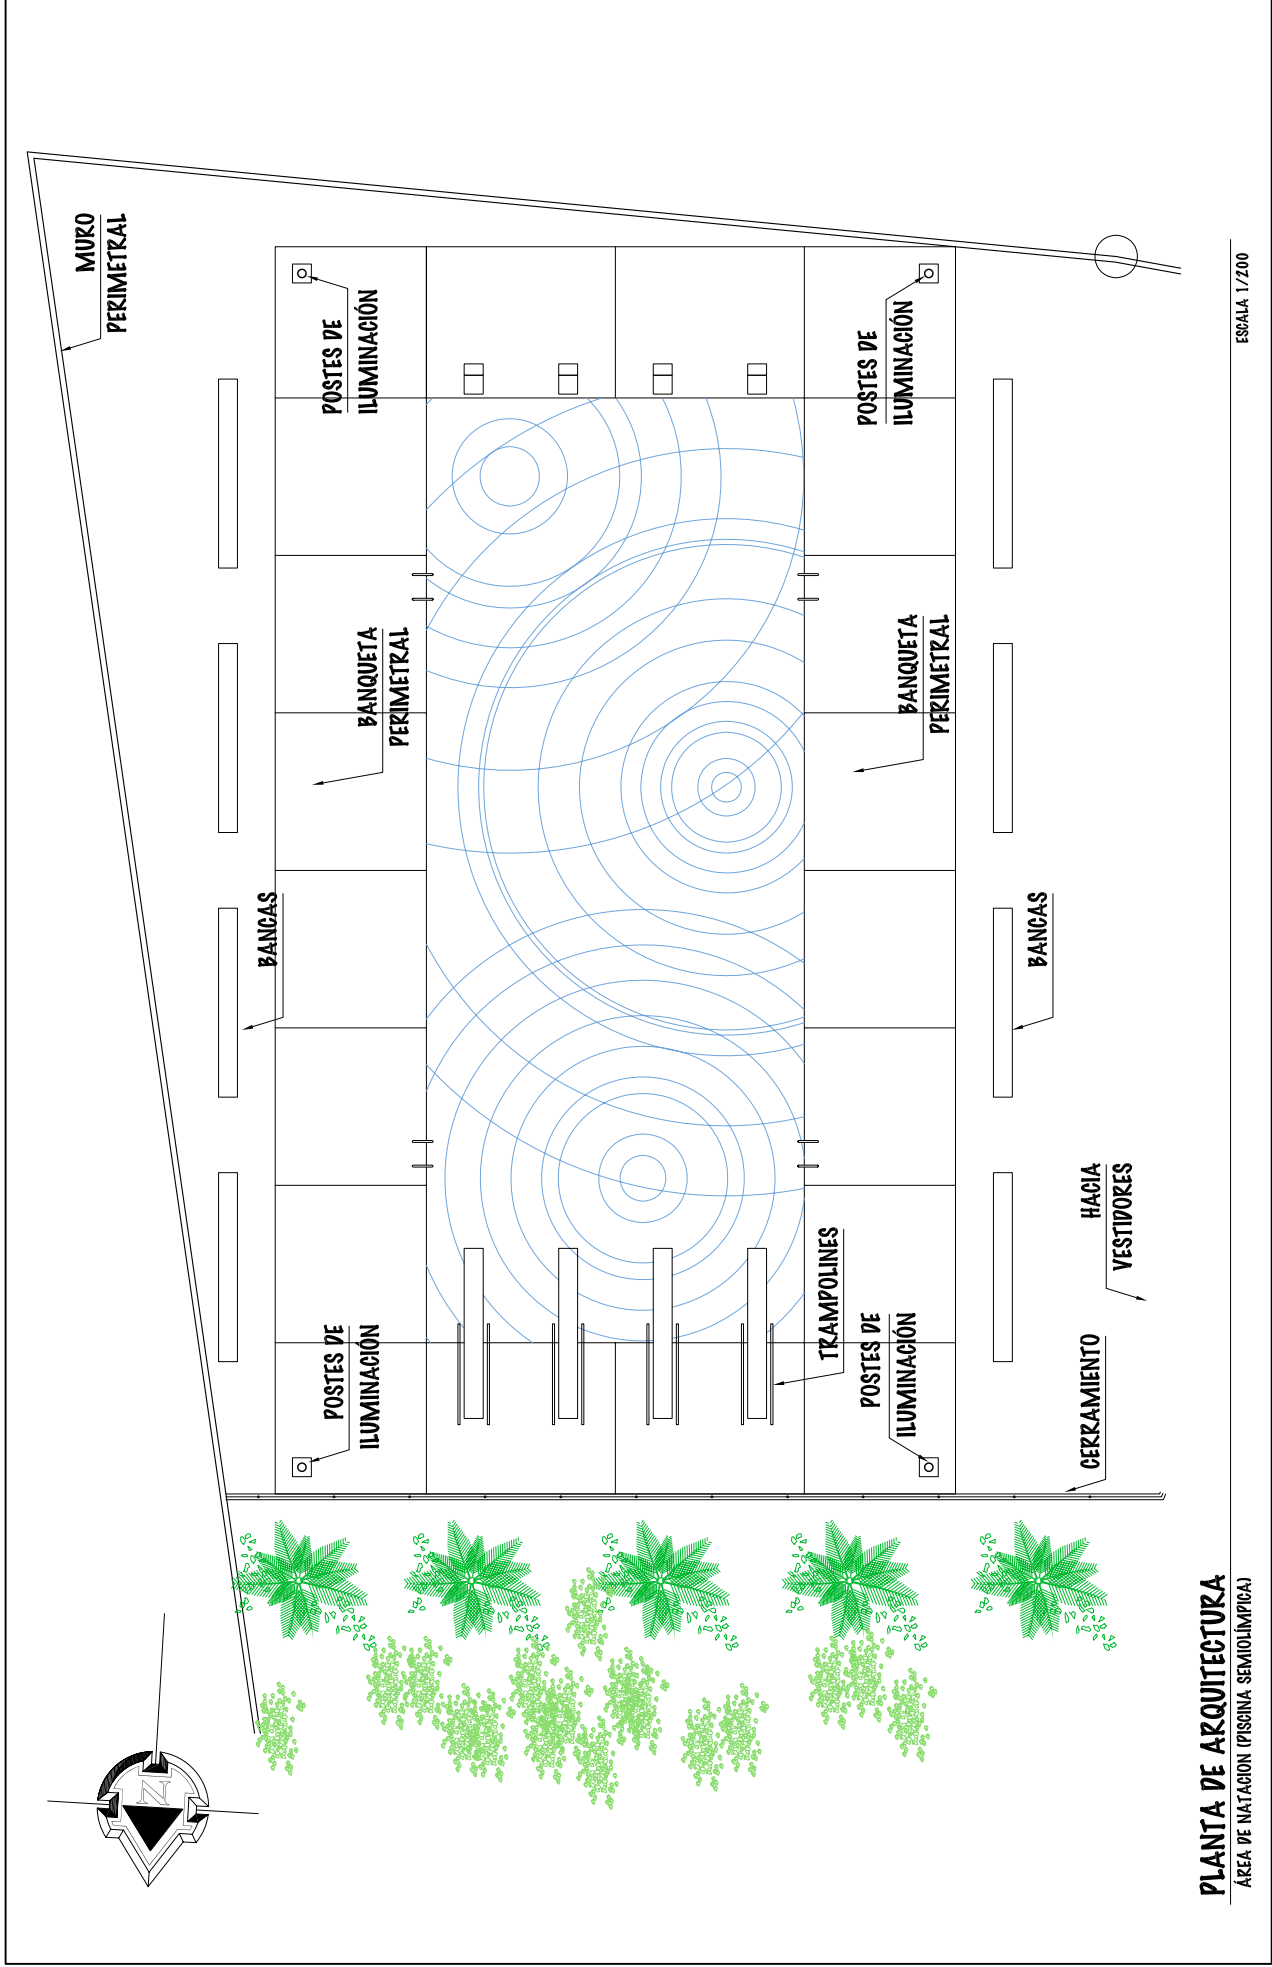 MURO
PERIMETRAL
POSTES DE
ILUMINACIÓN
POSTES DE
ILUMINACIÓN
BANQUETA
PERIMETRAL
BANQUETA
PERIMETRAL
BANCAS
BANCAS
HACIA
VESTIDORES
TRAMPOLINES
POSTES DE
ILUMINACIÓN
POSTES DE
ILUMINACIÓN
CERRAMIENTO
N
PLANTA DE ARQUITECTURA
ÁREA DE NATACION (PISCINA SEMIOLÍMPICA)
ESCALA 1/200